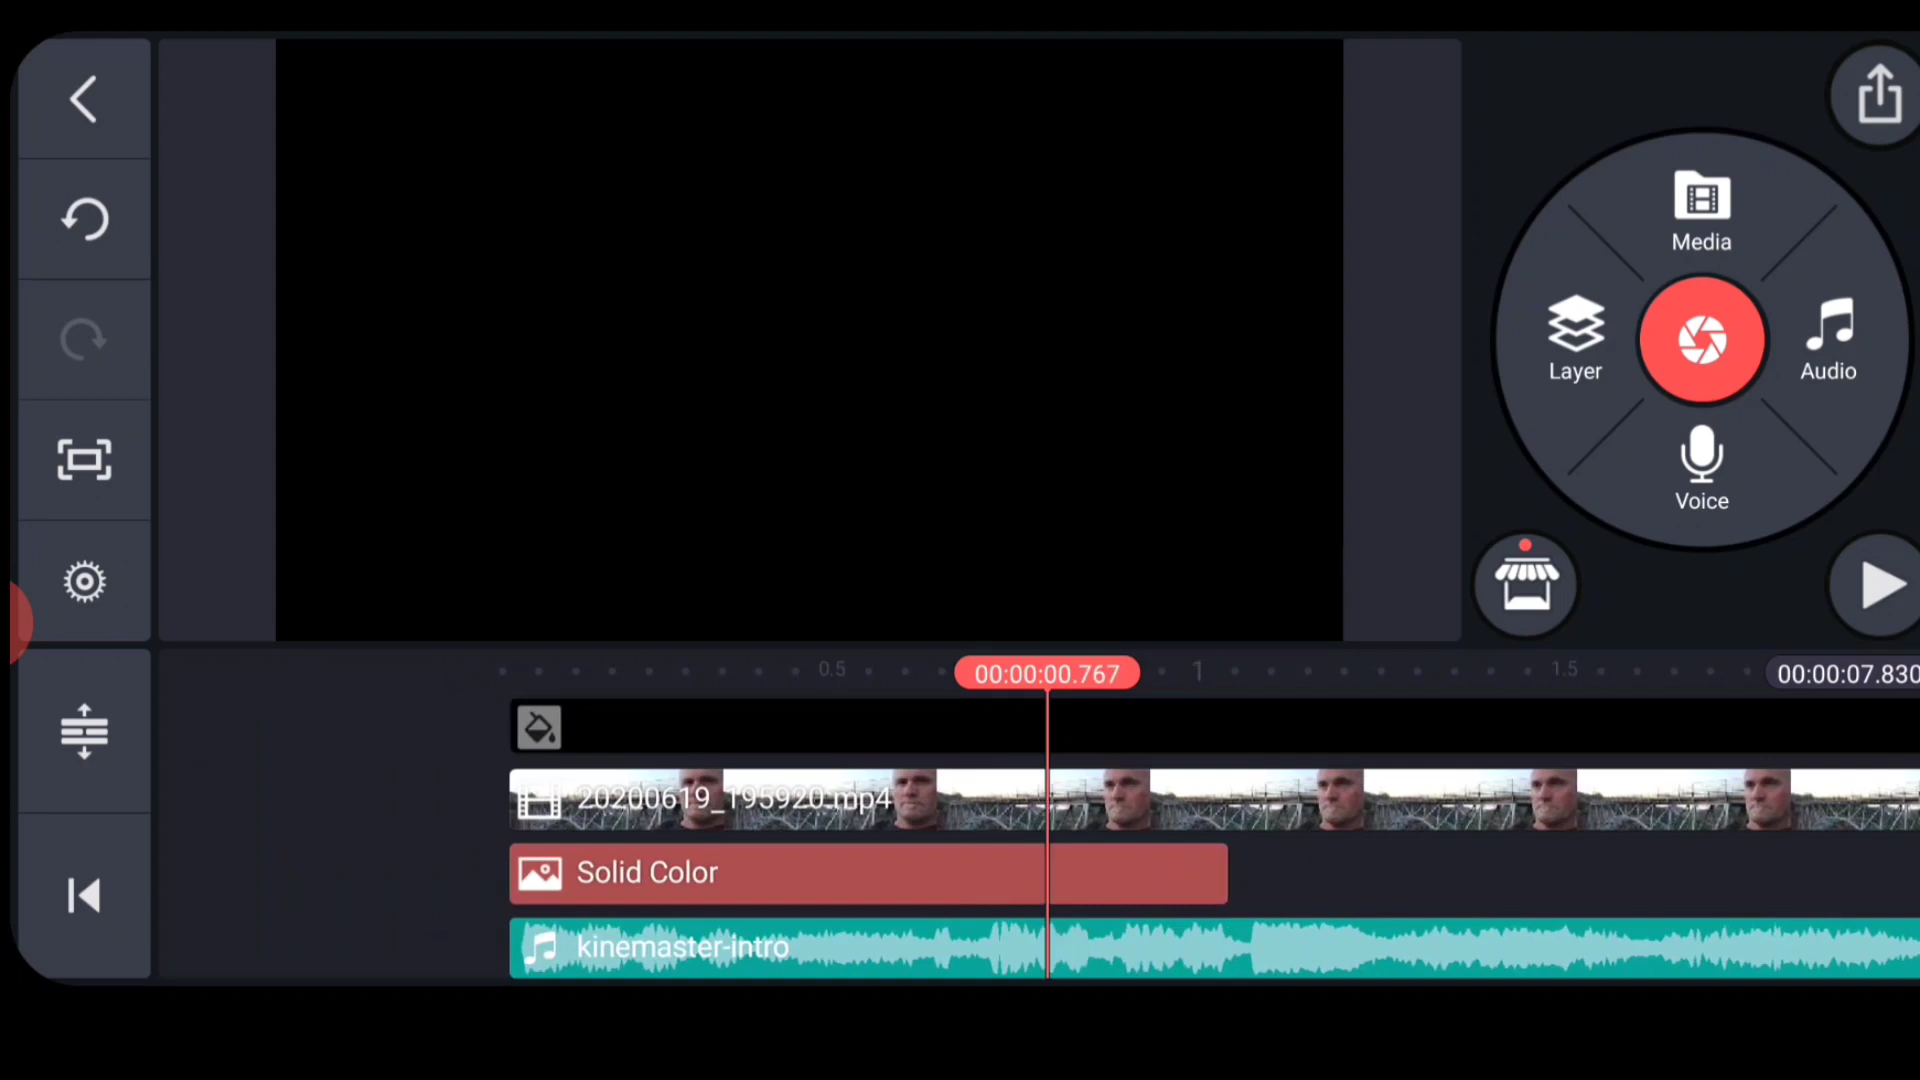 Media
Layer
Audio
Voice
0.5
00:00:00.767
1
1.5
00:00:07.830
20200619_195920.mp4
Solid Color
kinemaster-intro